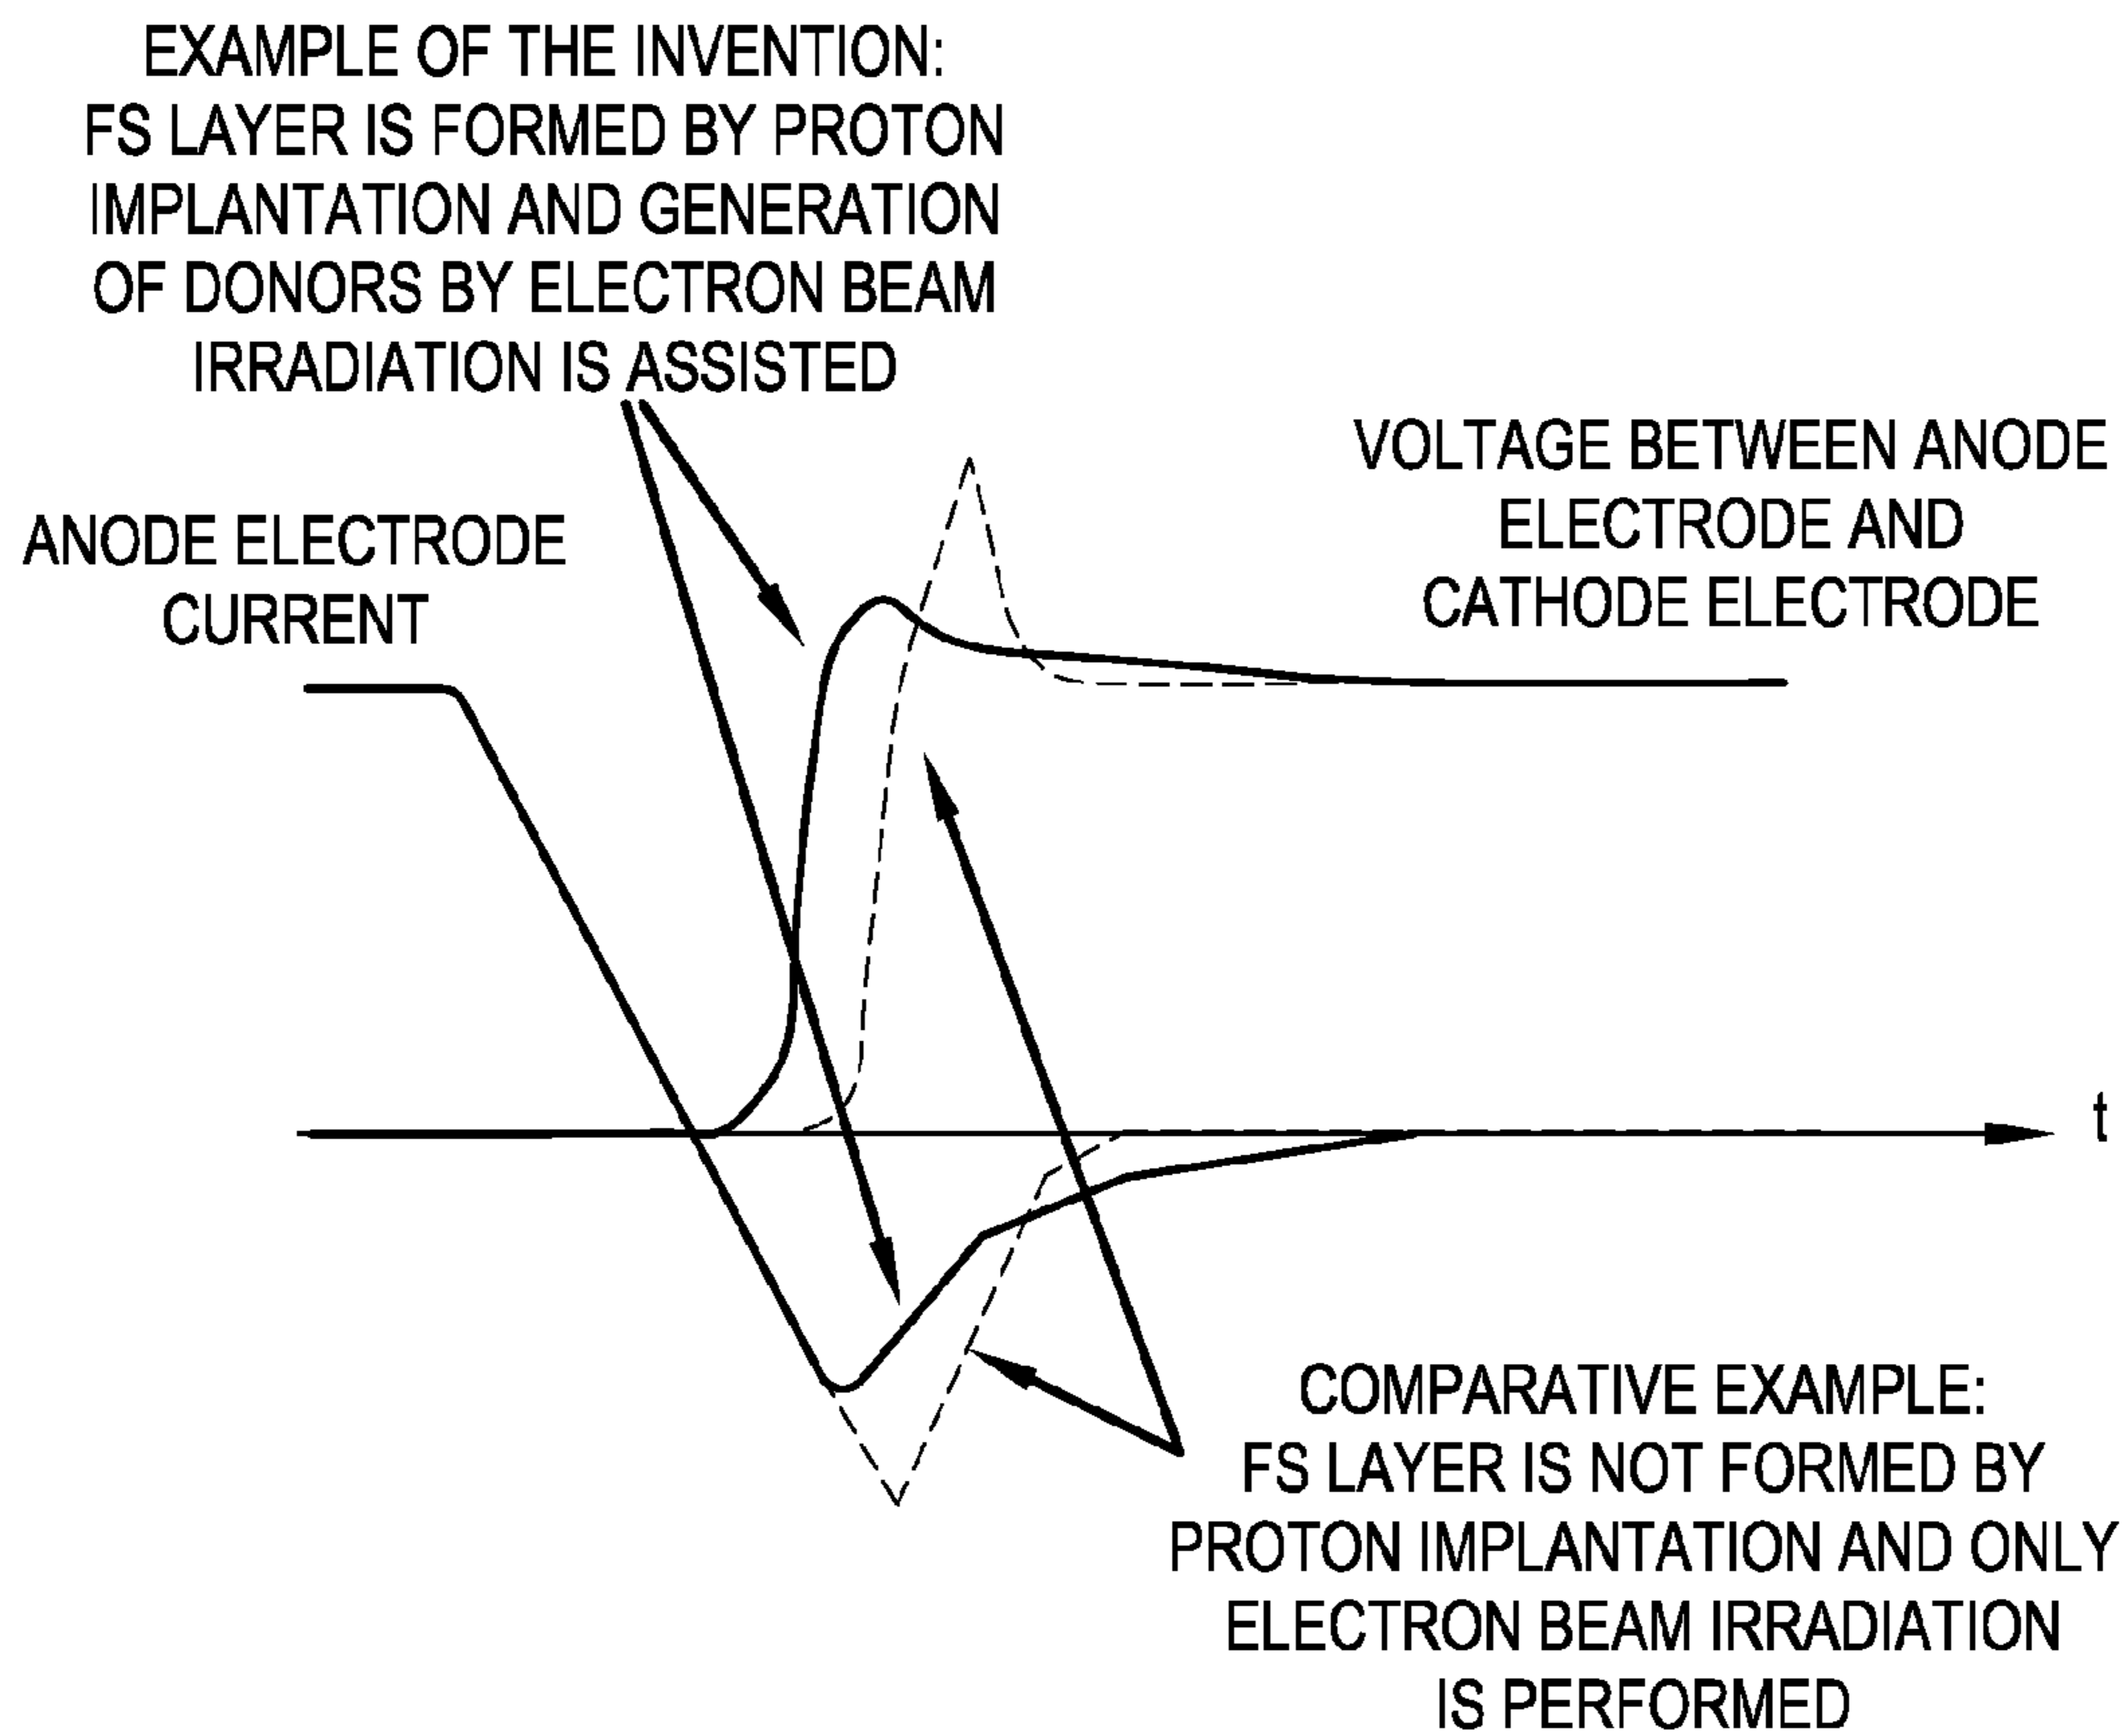 EXAMPLE OF THE INVENTION:
FS LAYER IS FORMED BY PROTON
IMPLANTATION AND GENERATION
OF DONORS BY ELECTRON BEAM
IRRADIATION IS ASSISTED
VOLTAGE BETWEEN ANODE
ELECTRODE AND
CATHODE ELECTRODE
ANODE ELECTRODE
CURRENT
t
COMPARATIVE EXAMPLE:
FS LAYER IS NOT FORMED BY
PROTON IMPLANTATION AND ONLY
ELECTRON BEAM IRRADIATION
IS PERFORMED